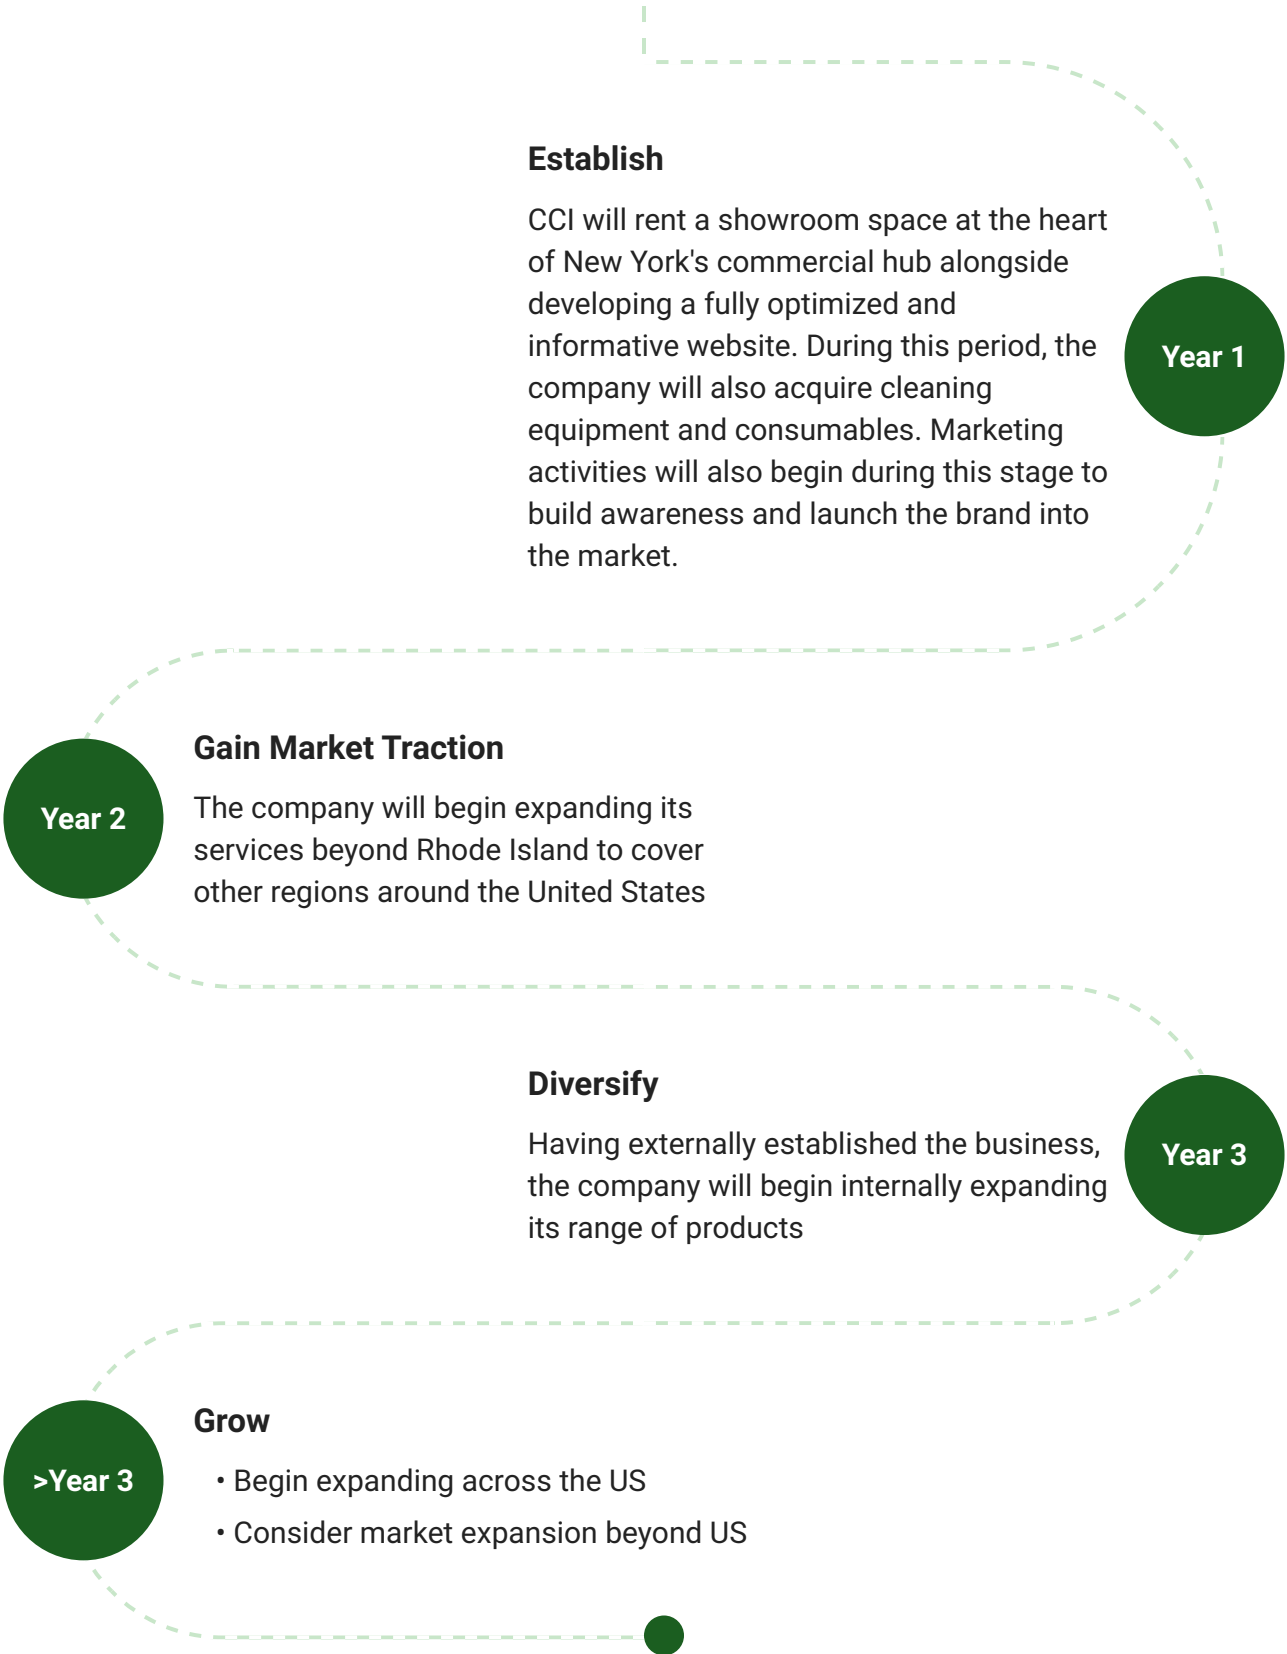 Establish
CCI will rent a showroom space at the heart
of New York's commercial hub alongside
developing a fully optimized and
informative website. During this period, the
company will also acquire cleaning
equipment and consumables. Marketing
activities will also begin during this stage to
build awareness and launch the brand into
the market.
Year 1
Gain Market Traction
The company will begin expanding its
services beyond Rhode Island to cover
other regions around the United States
Year 2
Diversify
Having externally established the business,
the company will begin internally expanding
its range of products
Year 3
Grow
• Begin expanding across the US
• Consider market expansion beyond US
>Year 3